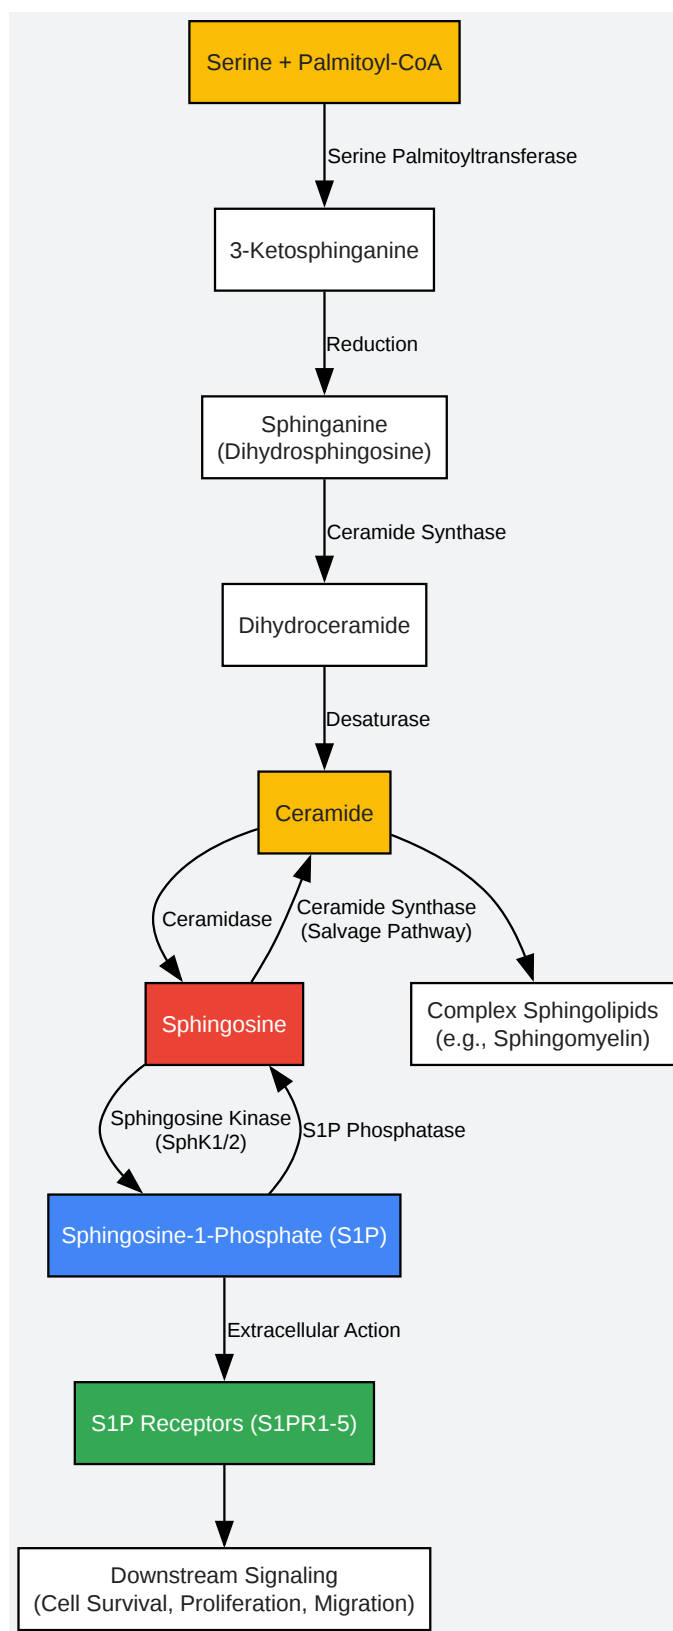 Serine + Palmitoyl-CoA
Serine Palmitoyltransferase
3-Ketosphinganine
Reduction
Sphinganine
(Dihydrosphingosine)
Ceramide Synthase
Dihydroceramide
Desaturase
Ceramide
Ceramidase
Ceramide Synthase
(Salvage Pathway)
Sphingosine
Complex Sphingolipids
(e.g., Sphingomyelin)
Sphingosine Kinase
(SphK1/2)
S1P Phosphatase
Sphingosine-1-Phosphate (S1P)
Extracellular Action
S1P Receptors (S1PR1-5)
Downstream Signaling
(Cell Survival, Proliferation, Migration)